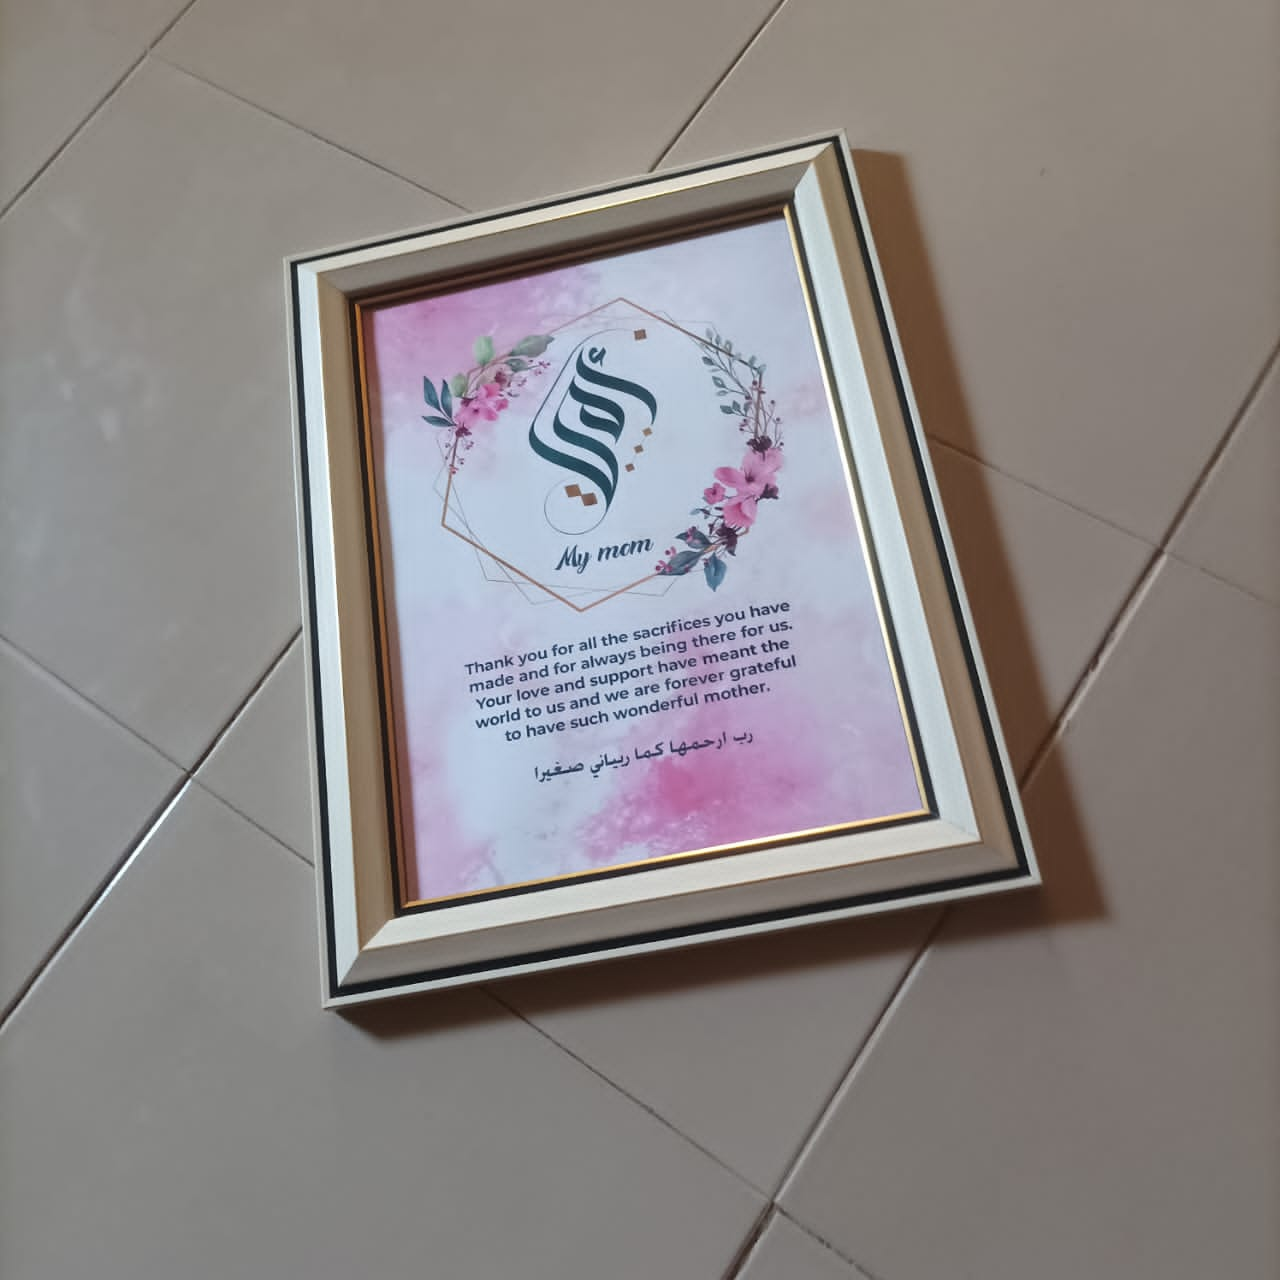 My mom
Thank you for all the sacrifices you have
made and for always being there for us.
Your love and support have meant the
world to us and we are forever grateful
to have such wonderful mother.
رب ارحمها كما ربياني صغيرا